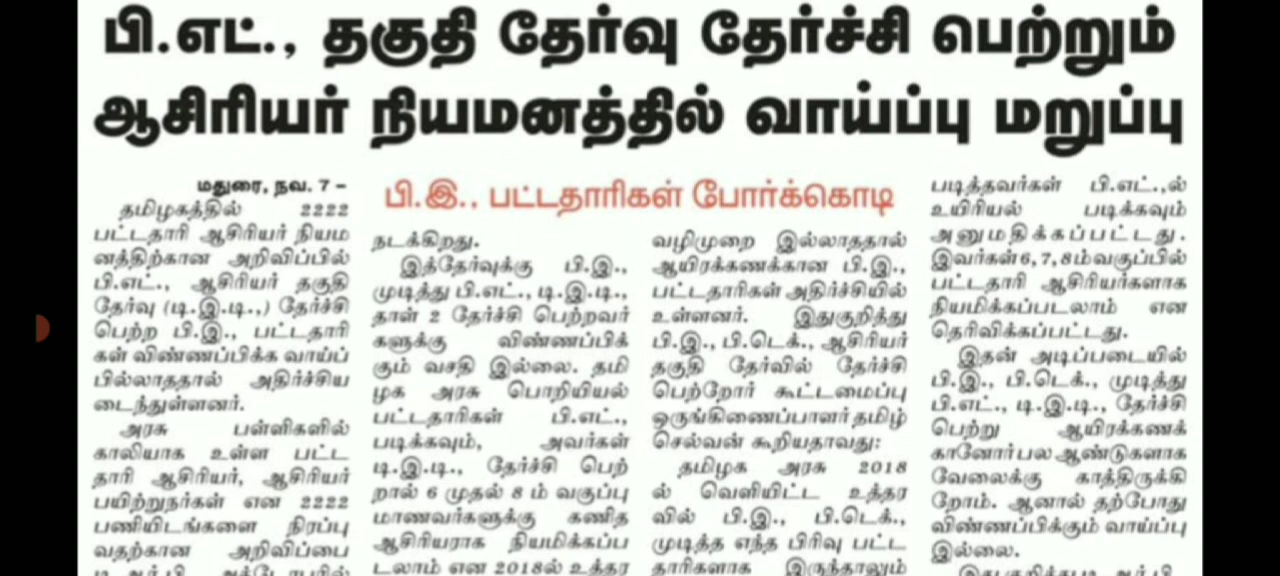 பி.எட்., தகுதி தேர்வு தேர்ச்சி பெற்றும்
ஆசிரியர் நியமனத்தில் வாய்ப்பு மறுப்பு
பி.இ., பட்டதாரிகள் போர்க்கொடி
மதுரை, நவ. 7 –
தமிழகத்தில் 2222
பட்டதாரி ஆசிரியர் நியம
னத்திற்கான அறிவிப்பில்
பி.எட்., ஆசிரியர் தகுதி
தேர்வு (டி.இ.டி.,) தேர்ச்சி
பெற்ற பி.இ., பட்டதாரி
கள் விண்ணப்பிக்க வாய்ப்
பில்லாததால் அதிர்ச்சிய
டைந்துள்ளனர்.
அரசு பள்ளிகளில்
காலியாக உள்ள பட்ட
தாரி ஆசிரியர், ஆசிரியர்
பயிற்றுநர்கள் என 2222
பணியிடங்களை நிரப்பு
வதற்கான அறிவிப்பை
டி.ஆர்.பி., அக்டோபரில்
நடக்கிறது.
இத்தேர்வுக்கு பி.இ.,
முடித்து பி.எட்., டி.இ.டி.,
தாள் 2 தேர்ச்சி பெற்றவர்
களுக்கு விண்ணப்பிக்
கும் வசதி இல்லை. தமி
ழக அரசு பொறியியல்
பட்டதாரிகள் பி.எட்.,
படிக்கவும், அவர்கள்
டி.இ.டி., தேர்ச்சி பெற்
றால் 6 முதல் 8 ம் வகுப்பு
மாணவர்களுக்கு கணித
ஆசிரியராக நியமிக்கப்ப
டலாம் என 2018ல் உத்தர
வழிமுறை இல்லாததால்
ஆயிரக்கணக்கான பி.இ.,
பட்டதாரிகள் அதிர்ச்சியில்
உள்ளனர். இதுகுறித்து
பி.இ., பி.டெக்., ஆசிரியர்
தகுதி தேர்வில் தேர்ச்சி
பெற்றோர் கூட்டமைப்பு
ஒருங்கிணைப்பாளர் தமிழ்
செல்வன் கூறியதாவது:
தமிழக அரசு 2018
ல் வெளியிட்ட உத்தர
வில் பி.இ., பி.டெக்.,
முடித்த எந்த பிரிவு பட்ட
தாரிகளாக இருந்தாலும்
படித்தவர்கள் பி.எட்.,ல்
உயிரியல் படிக்கவும்
அனுமதிக்கப்பட்டது.
இவர்கள் 6, 7, 8ம் வகுப்பில்
பட்டதாரி ஆசிரியர்களாக
நியமிக்கப்படலாம் என
தெரிவிக்கப்பட்டது.
இதன் அடிப்படையில்
பி.இ., பி.டெக்., முடித்து
பி.எட்., டி.இ.டி., தேர்ச்சி
பெற்று ஆயிரக்கணக்
கானோர் பல ஆண்டுகளாக
வேலைக்கு காத்திருக்கி
றோம். ஆனால் தற்போது
விண்ணப்பிக்கும் வாய்ப்பு
இல்லை.